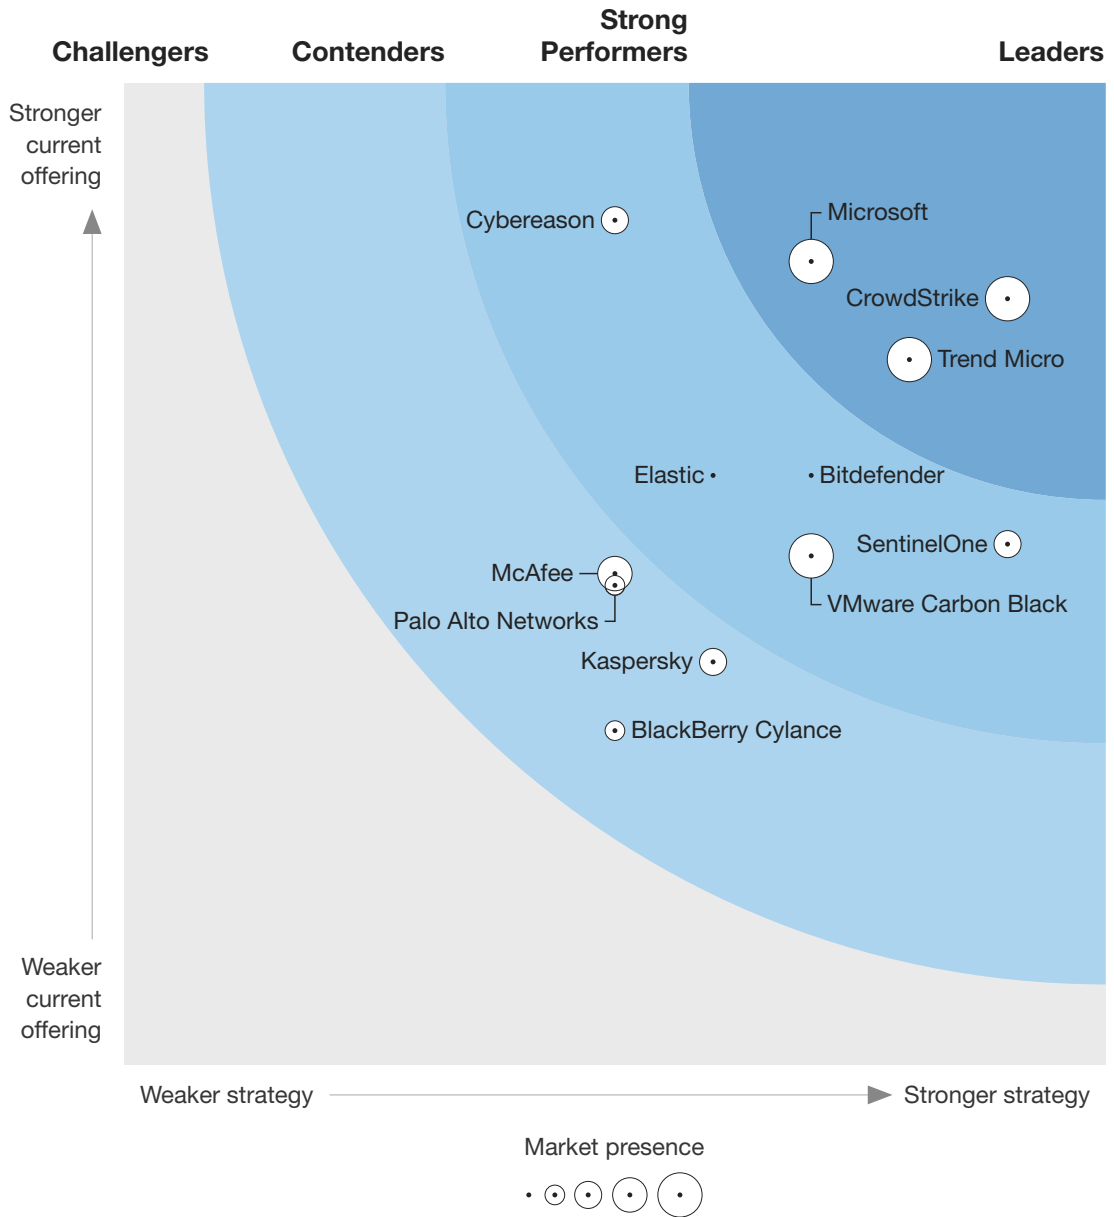 Challengers
Contenders
Strong
Performers
Leaders
Stronger
current
offering
Cybereason
Microsoft
CrowdStrike
Trend Micro
Elastic
Bitdefender
SentinelOne
McAfee
VMware Carbon Black
Palo Alto Networks
Kaspersky
BlackBerry Cylance
Weaker
current
offering
Weaker strategy
Stronger strategy
Market presence